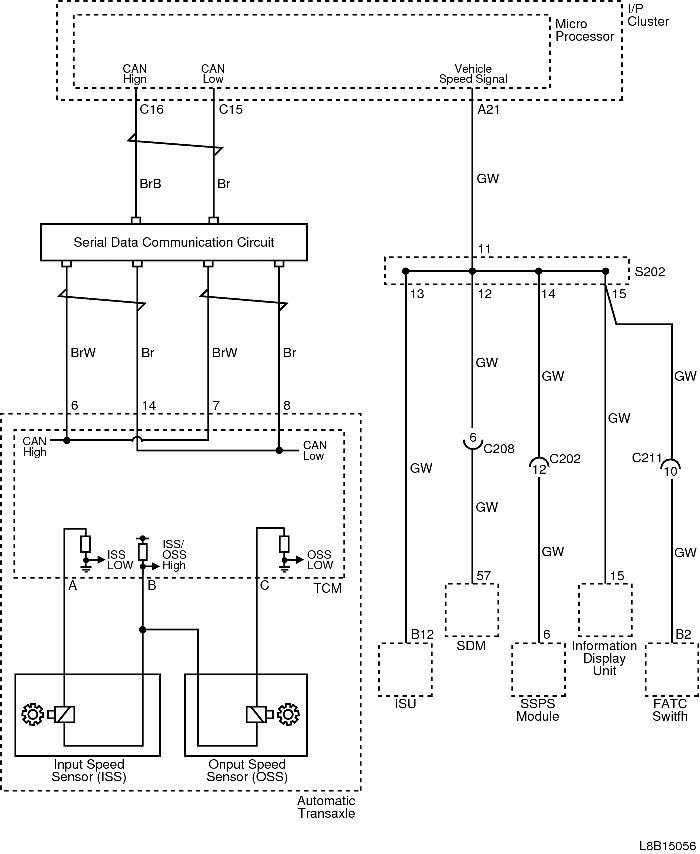 I/P
Cluster
Micro
Processor
CAN
Hign
CAN
Low
Vehicle
Speed Signal
C16
C15
A21
BrB
Br
GW
Serial Data Communication Circuit
11
S202
13
12
14
15
BrW
Br
BrW
Br
GW
GW
GW
GW
6
14
7
8
CAN
High
CAN
Low
6
C208
12
C202
C211
10
GW
GW
GW
GW
ISS
LOW
ISS/
OSS
High
OSS
LOW
A
B
C
TCM
57
15
B12
6
B2
SDM
Information
Display
Unit
ISU
SSPS
Module
FATC
Switfh
Input Speed
Sensor (ISS)
Onput Speed
Sensor (OSS)
Automatic
Transaxle
L8B15056